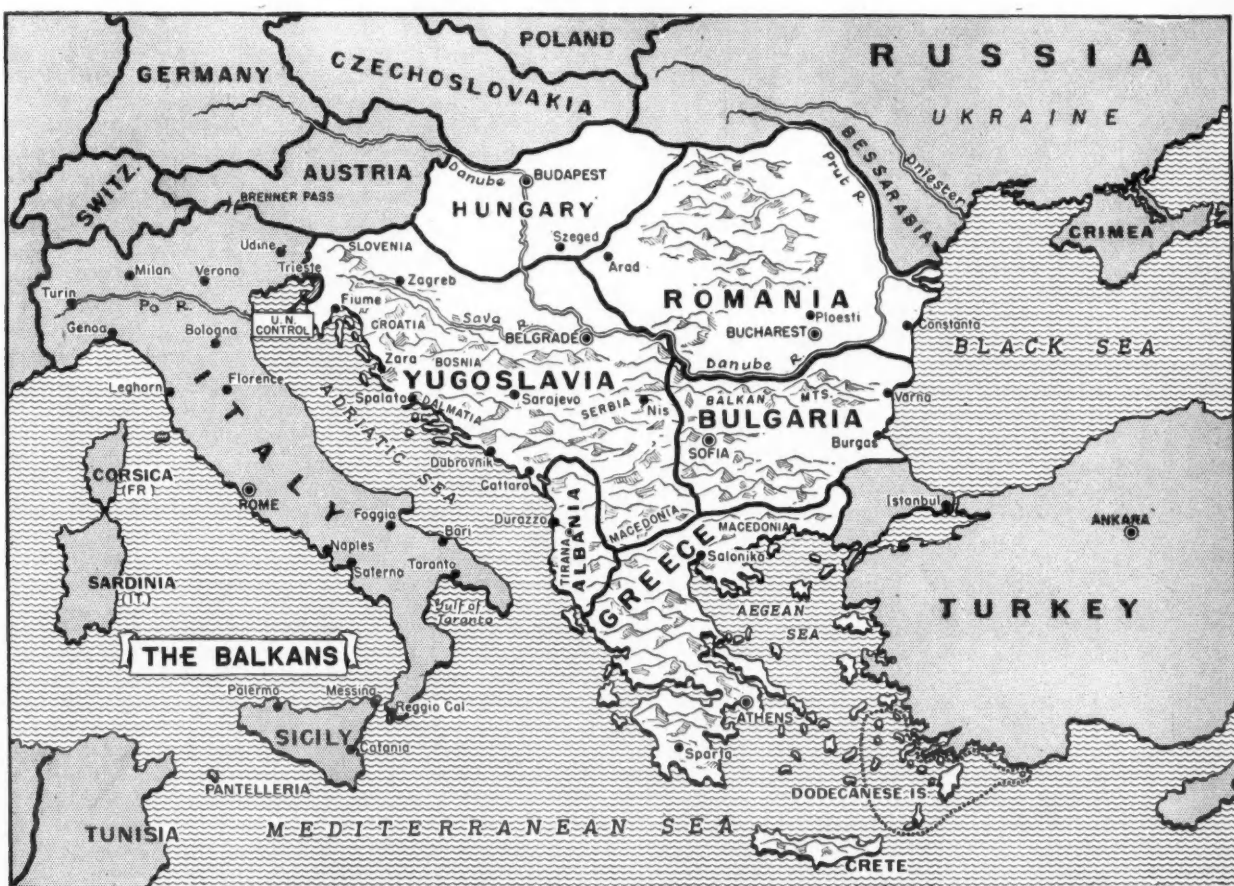 POLAND
RUSSIA
GERMANY
CZECHOSLOVAKIA
UKRAINE
BESSARABIA
Dniester
Prut R.
SWITZ.
AUSTRIA
BRENNER PASS
Danube
BUDAPEST
HUNGARY
CRIMEA
Udine
SLOVENIA
Szeged
Arad
Milan
Verona
Trieste
Zagreb
Turin
Po R.
Fiume
ROMANIA
Ploesti
U.N.
CONTROL
Genoa
Bologna
CROATIA
Sava R.
BELGRADE
BUCHAREST
Constanta
BLACK SEA
Zara
BOSNIA
Danube R.
Leghorn
Florence
YUGOSLAVIA
Spalato
DALMATIA
Sarajevo
SERBIA
Nis
BALKAN MTS.
Varna
BULGARIA
ITALY
ADRIATIC SEA
SOFIA
Burgas
CORSICA
(FR)
Dubrovnik
Cattaro
ROME
Foggia
Durazzo
MACEDONIA
MACEDONIA
Istanbul
ANKARA
Naples
Bari
TIRANA
ALBANIA
GREECE
Salonika
Salerno
Taranto
SARDINIA
(IT.)
Gulf of
Taranto
AEGEAN
SEA
TURKEY
THE BALKANS
Palermo
Messina
Reggio Cal
ATHENS
SICILY
Catania
Sparta
PANTELLERIA
DODECANESE IS.
TUNISIA
MEDITERRANEAN SEA
CRETE